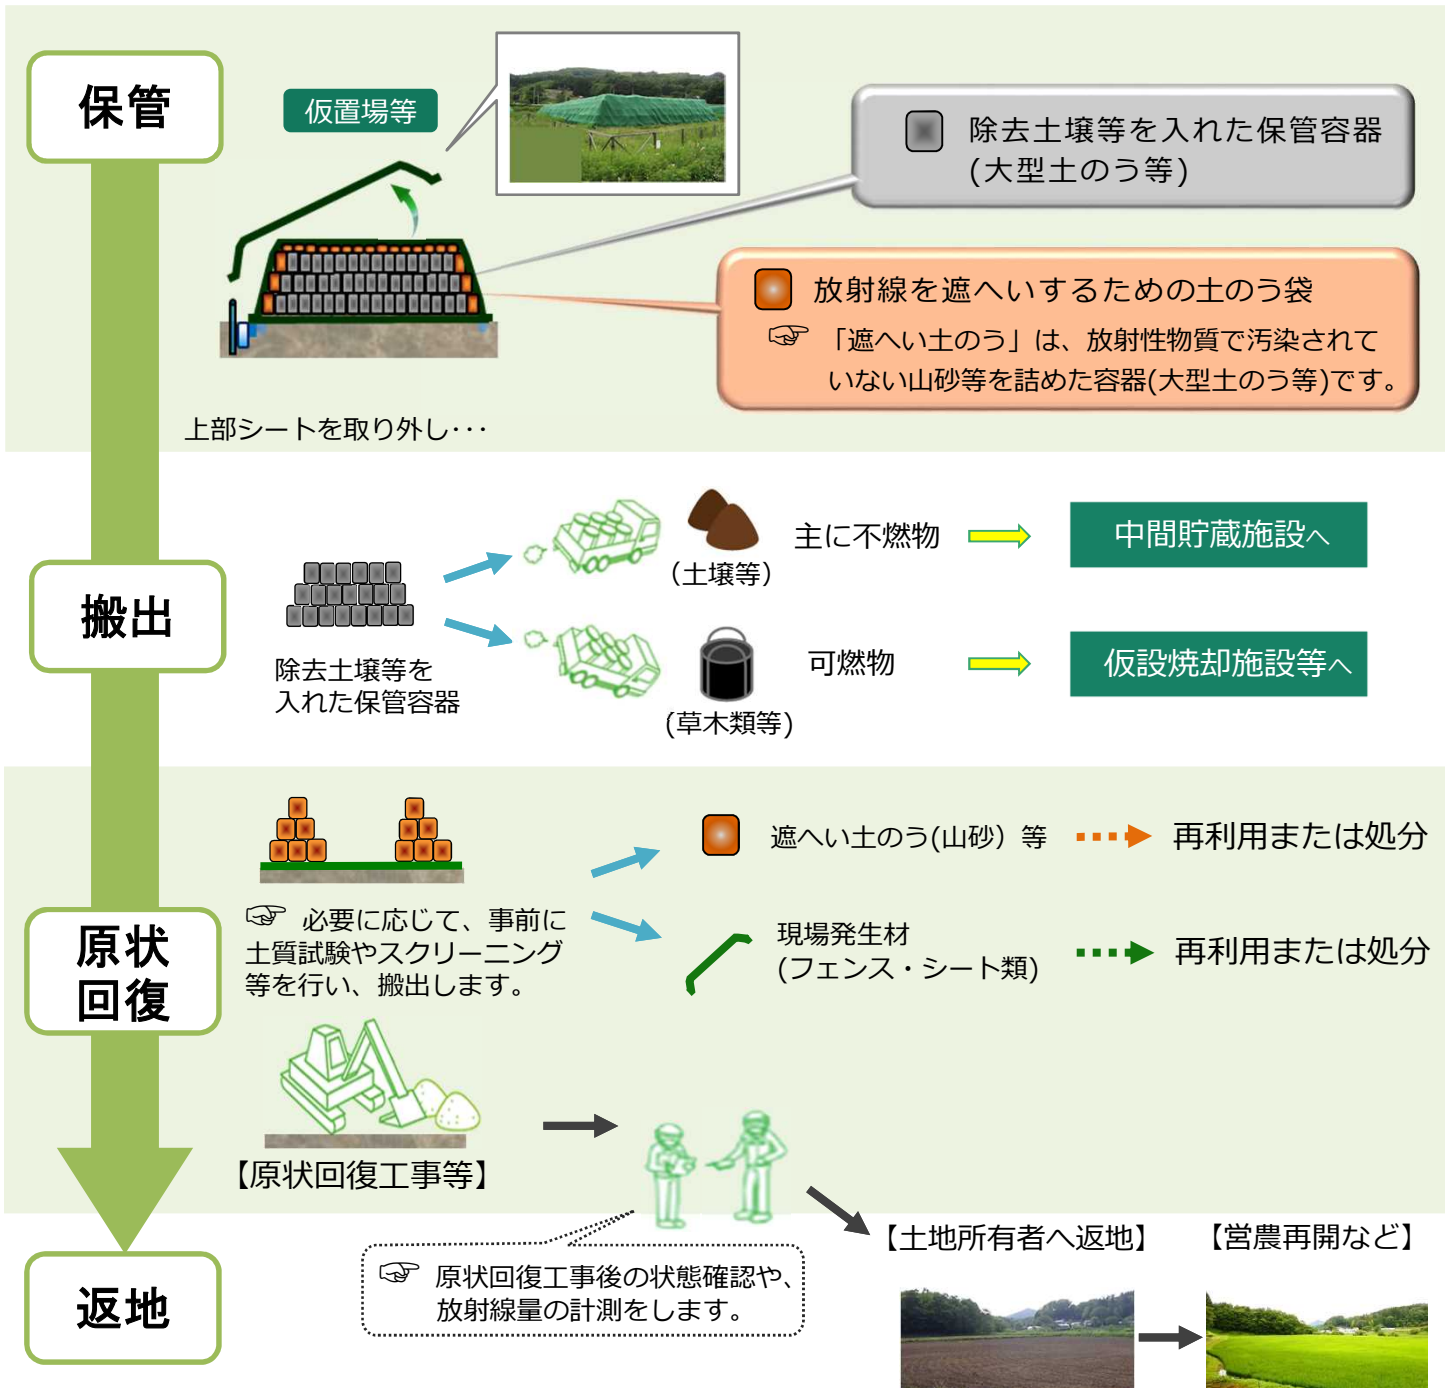 保管
仮置場等
除去土壌等を入れた保管容器
(大型土のう等)
放射線を遮へいするための土のう袋
☞ 「遮へい土のう」は、放射性物質で汚染されて
いない山砂等を詰めた容器(大型土のう等)です。
上部シートを取り外し･･･
搬出
除去土壌等を
入れた保管容器
(土壌等)
主に不燃物
中間貯蔵施設へ
(草木類等)
可燃物
仮設焼却施設等へ
原状
回復
☞ 必要に応じて、事前に
土質試験やスクリーニング
等を行い、搬出します。
遮へい土のう(山砂）等
再利用または処分
現場発生材
(フェンス・シート類)
再利用または処分
【原状回復工事等】
☞ 原状回復工事後の状態確認や、
放射線量の計測をします。
返地
【土地所有者へ返地】
【営農再開など】